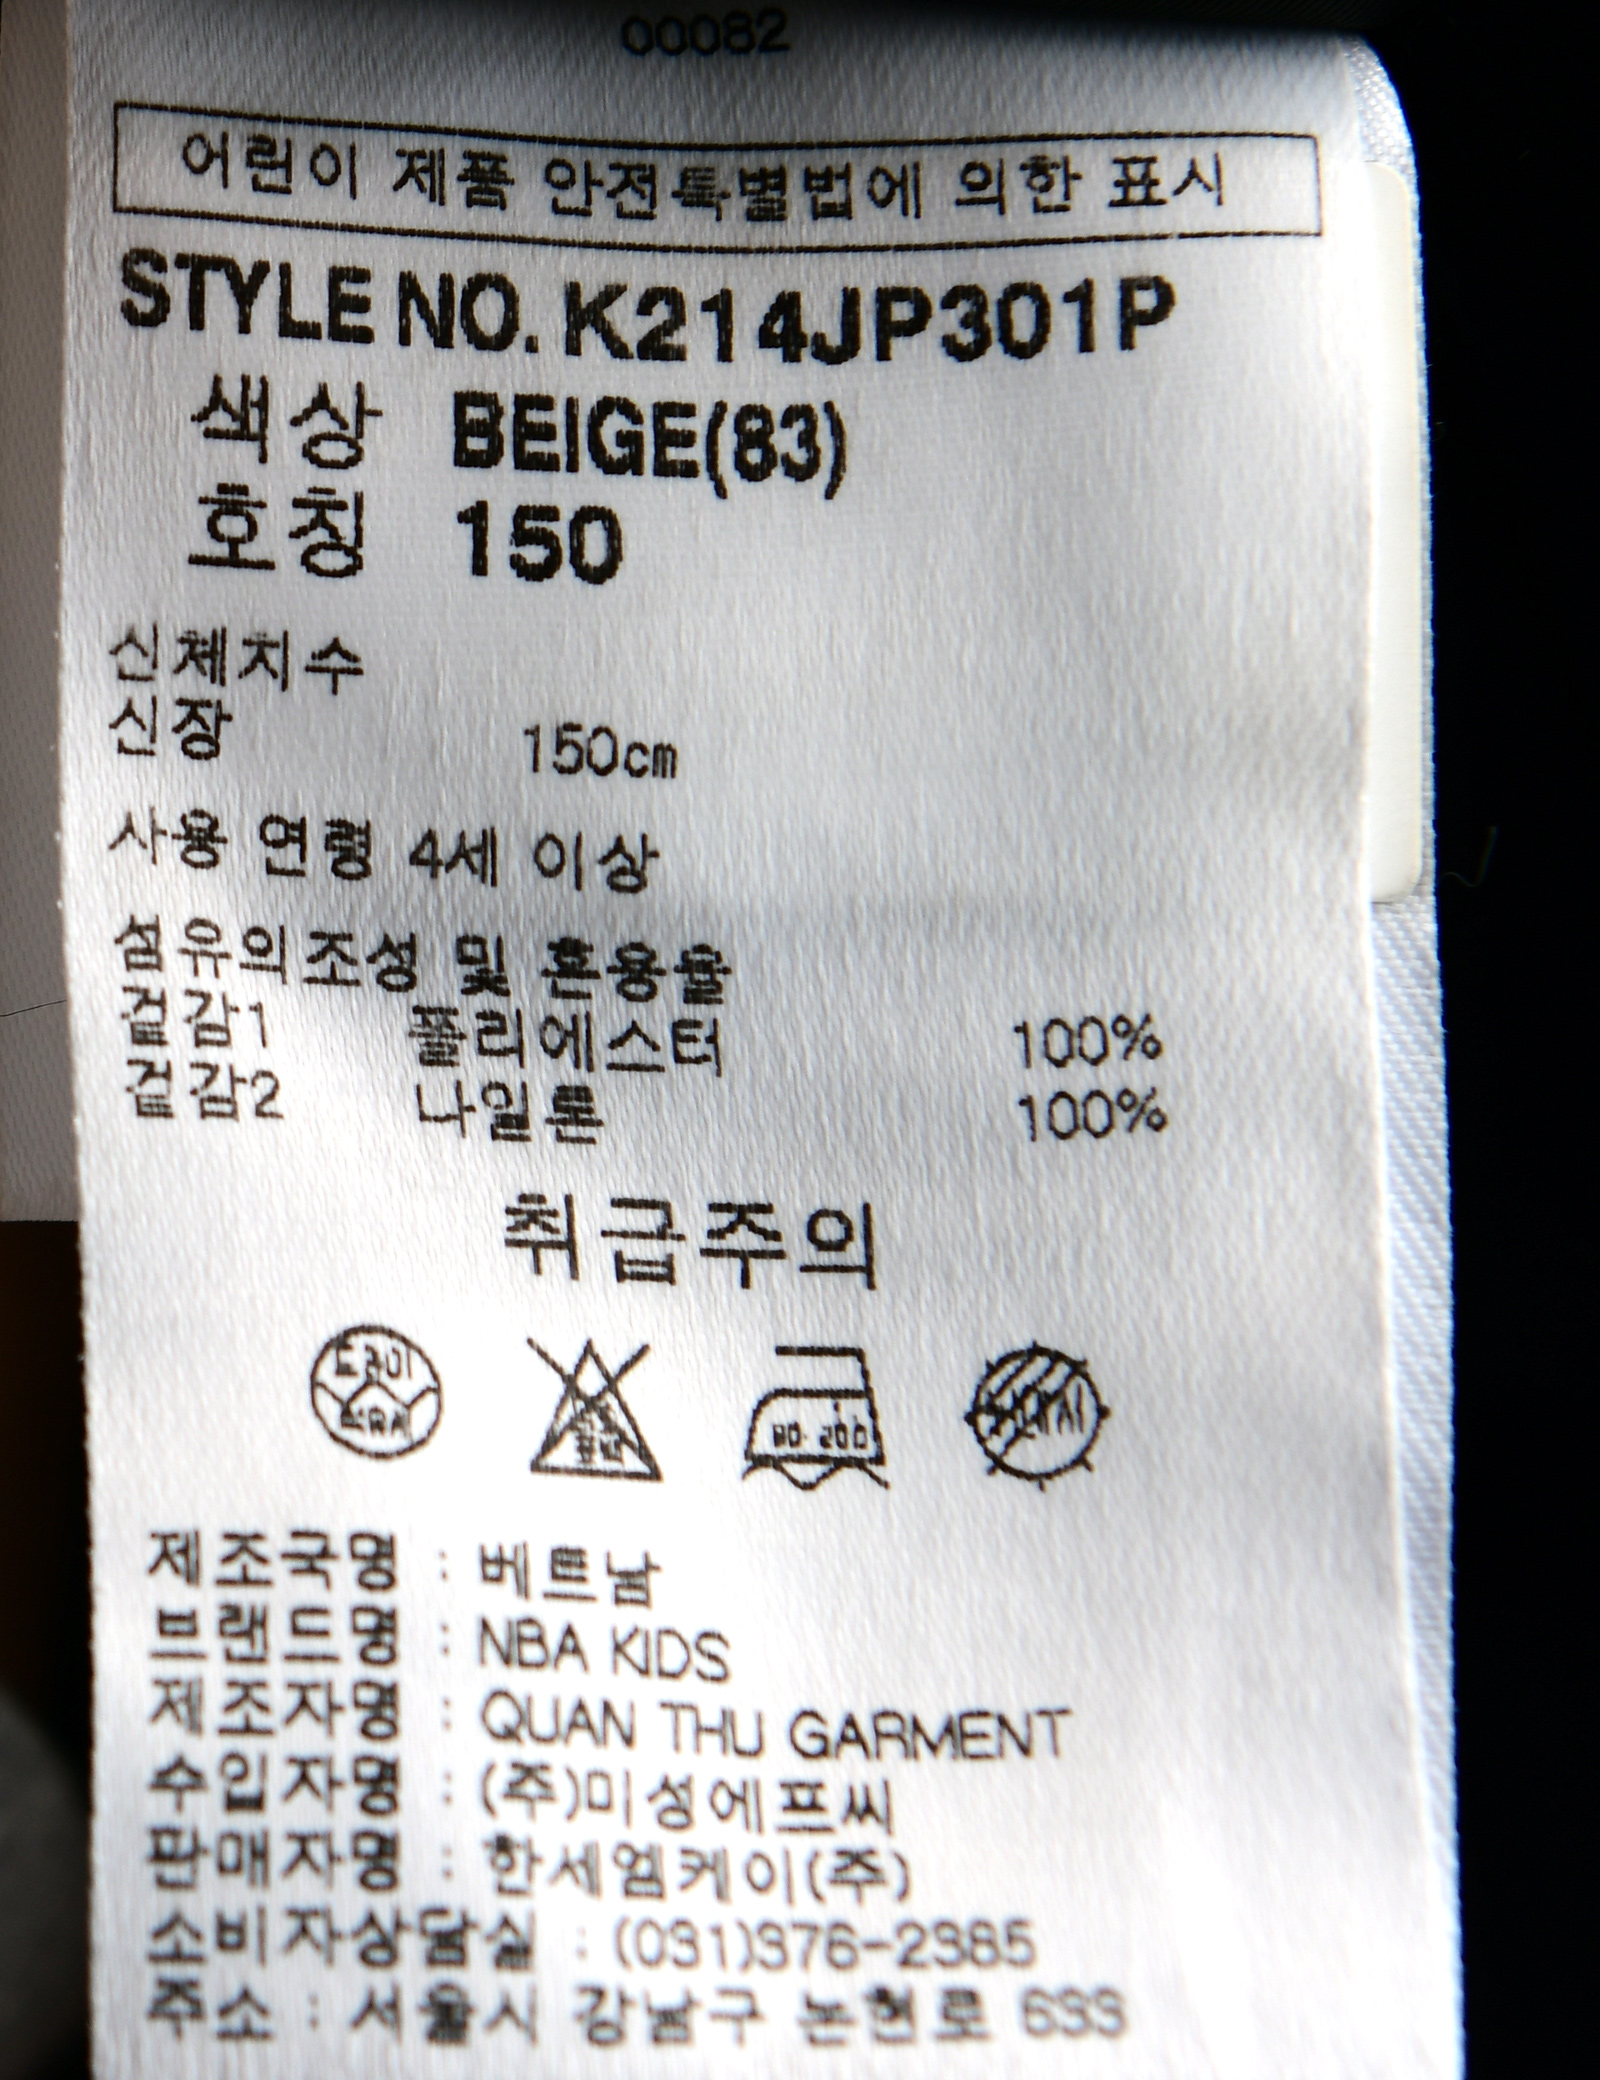 00082
어린이 제품 안전특별법에 의한 표시
STYLE NO. K214JP301P
색상 BEIGE(83)
호칭 150
신체치수
신장 150cm
사용 연령 4세 이상
섬유의조성 및 혼용율
겉감1 폴리에스터 100%
겉감2 나일론 100%
취급주의
드라이
80-200
제조국명 : 베트남
브랜드명 : NBA KIDS
제조자명 : QUAN THU GARMENT
수입자명 : (주)미성에프씨
판매자명 : 한세엠케이(주)
소비자상담실 : (031)376-2385
주소 : 서울시 강남구 논현로 633